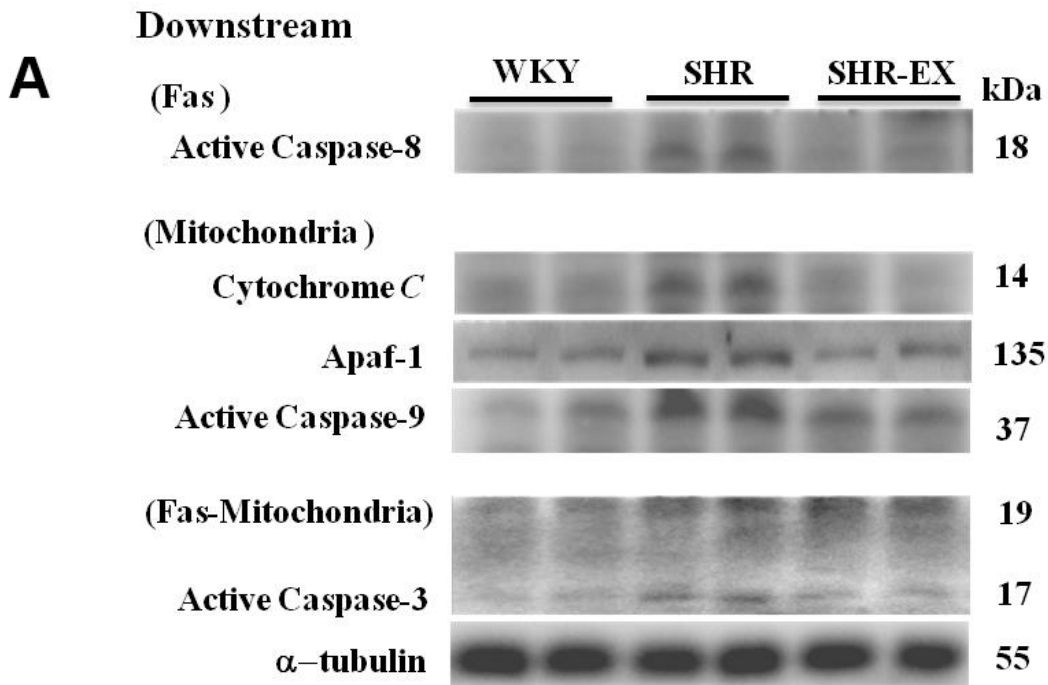 Downstream
A
WKY SHR SHR-EX kDa
(Fas)
Active Caspase-8 18
(Mitochondria)
Cytochrome C 14
Apaf-1 135
Active Caspase-9 37
(Fas-Mitochondria) 19
Active Caspase-3 17
α–tubulin 55